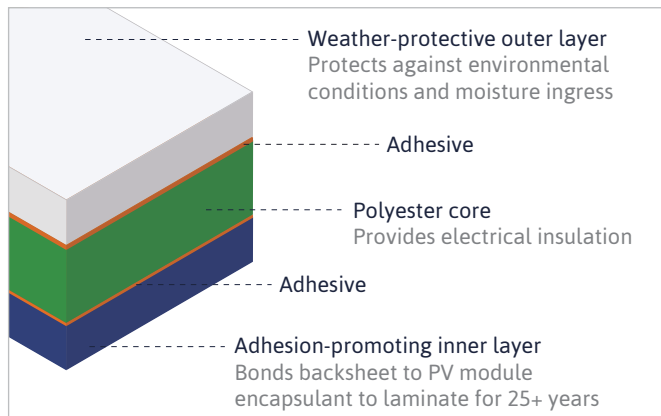 Weather-protective outer layer
Protects against environmental
conditions and moisture ingress
Adhesive
Polyester core
Provides electrical insulation
Adhesive
Adhesion-promoting inner layer
Bonds backsheet to PV module
encapsulant to laminate for 25+ years